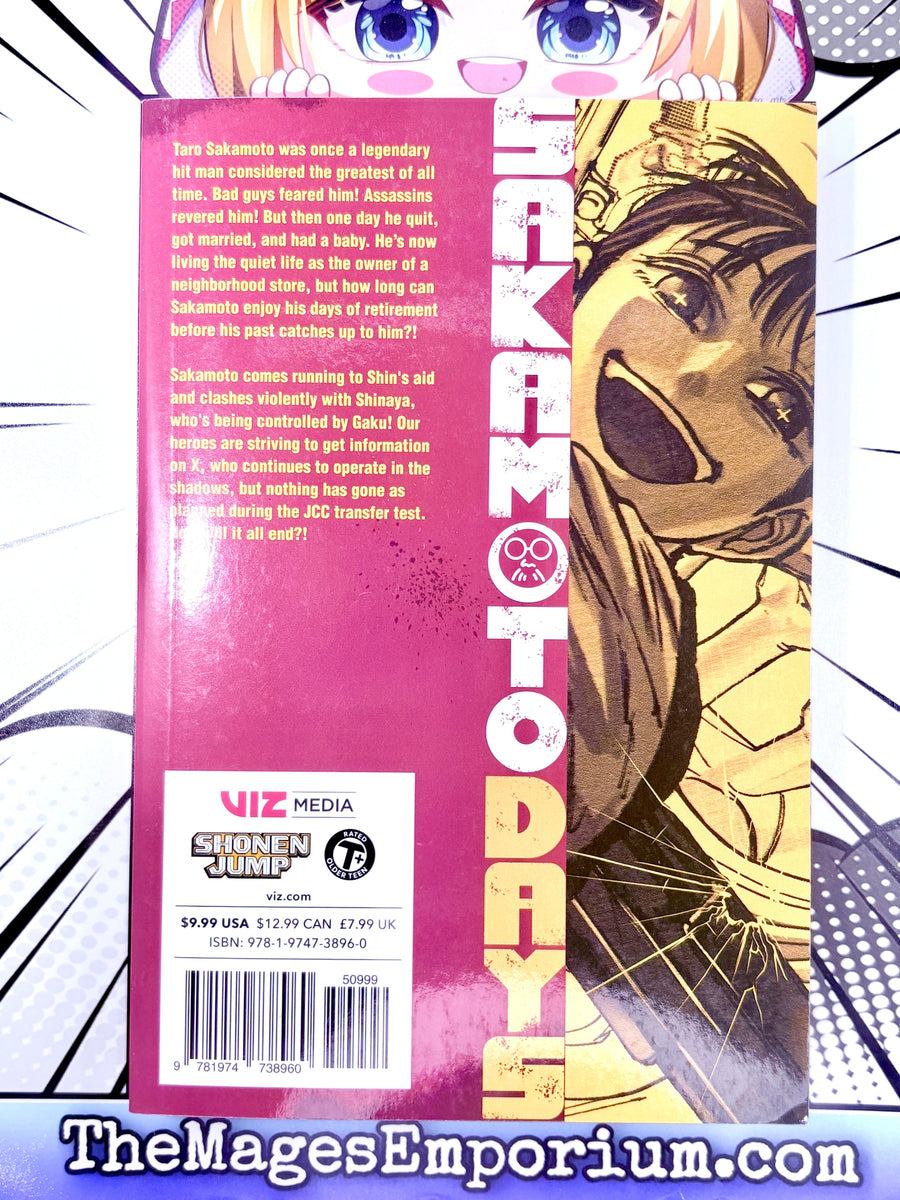 Taro Sakamoto was once a legendary
hit man considered the greatest of all
time. Bad guys feared him! Assassins
revered him! But then one day he quit,
got married, and had a baby. He's now
living the quiet life as the owner of a
neighborhood store, but how long can
Sakamoto enjoy his days of retirement
before his past catches up to him?!
Sakamoto comes running to Shin's aid
and clashes violently with Shinaya,
who's being controlled by Gaku! Our
heroes are striving to get information
on X, who continues to operate in the
shadows, but nothing has gone as
planned during the JCC transfer test.
it all end?!
SAKAMOTO DAYS
VIZ MEDIA
SHONEN
JUMP
RATED
T+
OLDER TEEN
viz.com
$9.99 USA $12.99 CAN £7.99 UK
ISBN: 978-1-9747-3896-0
50999
9 781974 738960
TheMagesEmporium.com